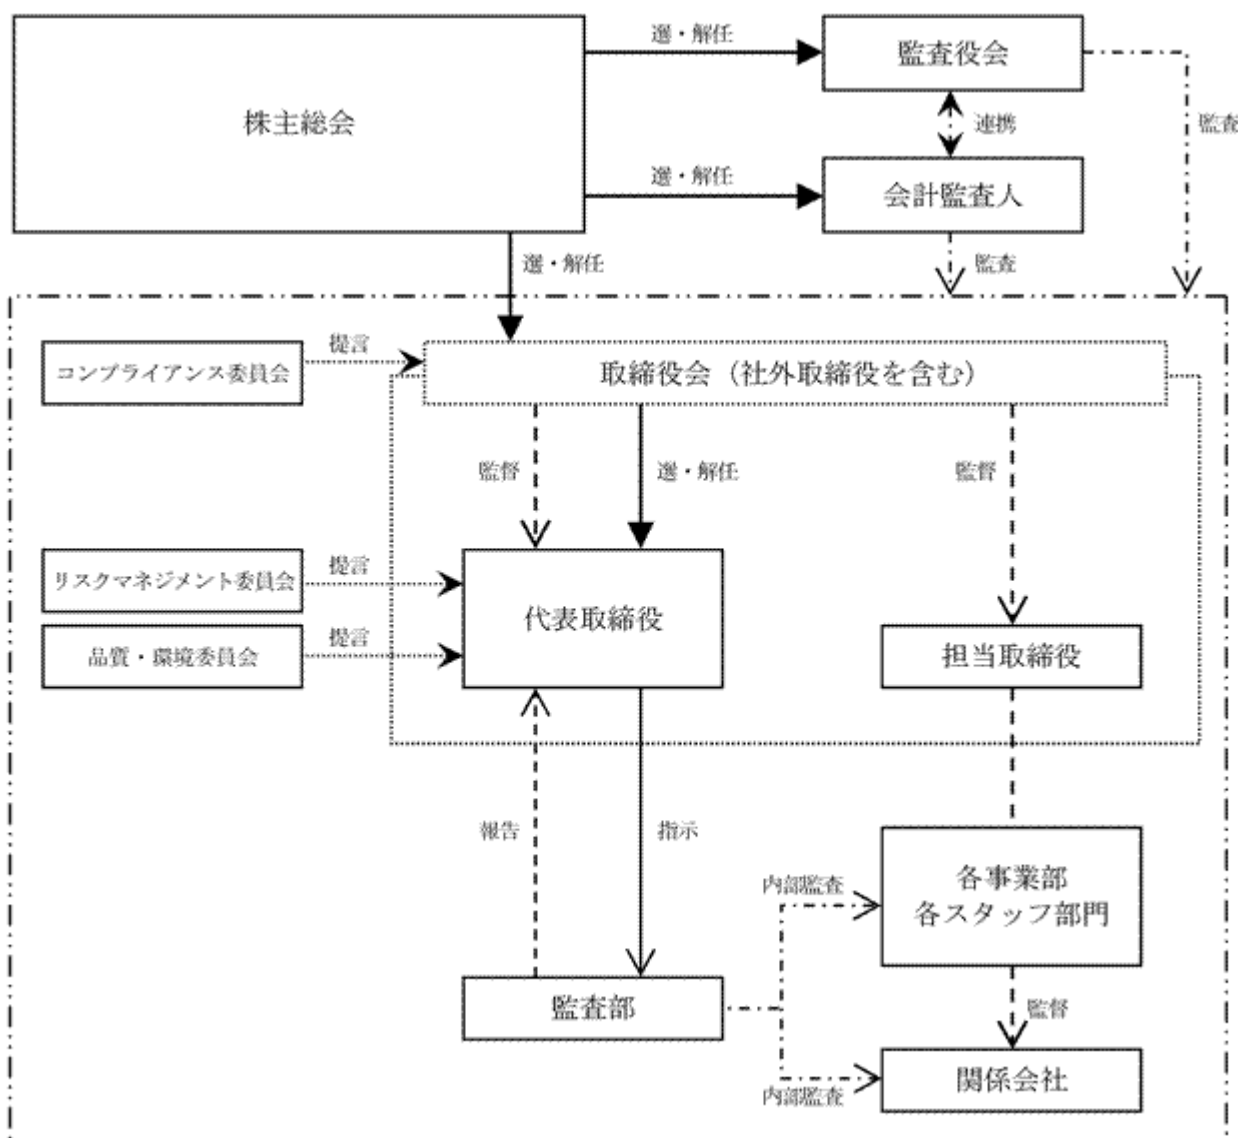 選・解任
監査役会
株主総会
連携
監査
選・解任
会計監査人
選・解任
監査
提言
コンプライアンス委員会
取締役会（社外取締役を含む）
監督
選・解任
監督
提言
リスクマネジメント委員会
代表取締役
提言
品質・環境委員会
担当取締役
報告
指示
各事業部
各スタッフ部門
内部監査
監査部
監督
関係会社
内部監査